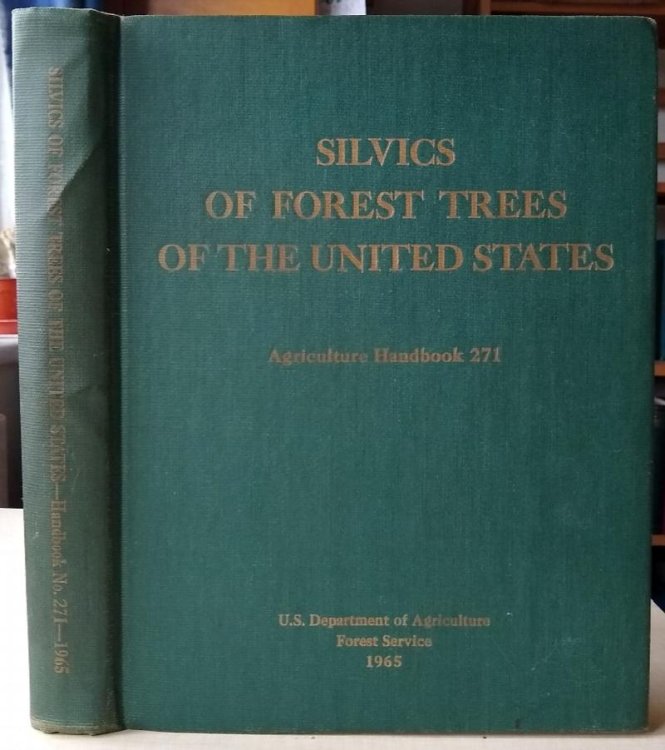 SILVICS OF FOREST TREES OF THE UNITED STATES—Handbook No. 271—1965
SILVICS
OF FOREST TREES
OF THE UNITED STATES
Agriculture Handbook 271
U.S. Department of Agriculture
Forest Service
1965